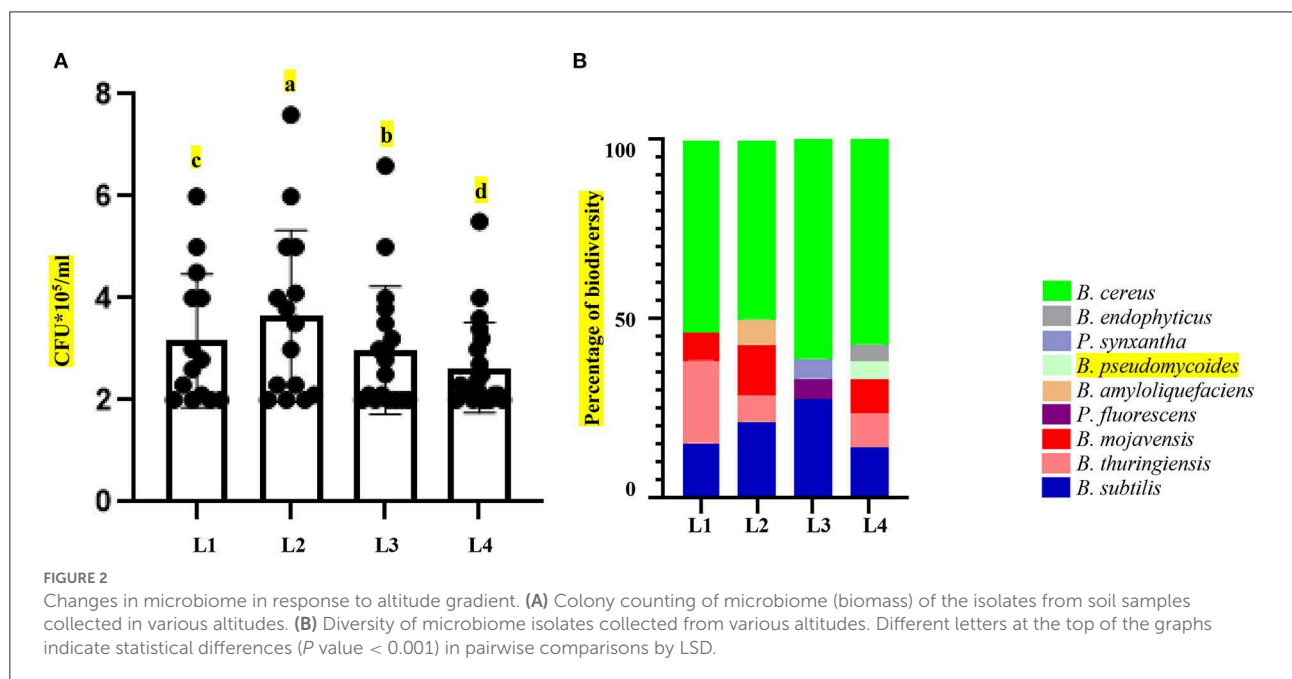 A
B
a
b
c
d
8
6
4
2
0
CFU*10⁵/ml
L1
L2
L3
L4
100
50
0
Percentage of biodiversity
L1
L2
L3
L4
B. cereus
B. endophyticus
P. synxantha
B. pseudomycoides
B. amyloliquefaciens
P. fluorescens
B. mojavensis
B. thuringiensis
B. subtilis
FIGURE 2
Changes in microbiome in response to altitude gradient. (A) Colony counting of microbiome (biomass) of the isolates from soil samples
collected in various altitudes. (B) Diversity of microbiome isolates collected from various altitudes. Different letters at the top of the graphs
indicate statistical differences (P value < 0.001) in pairwise comparisons by LSD.